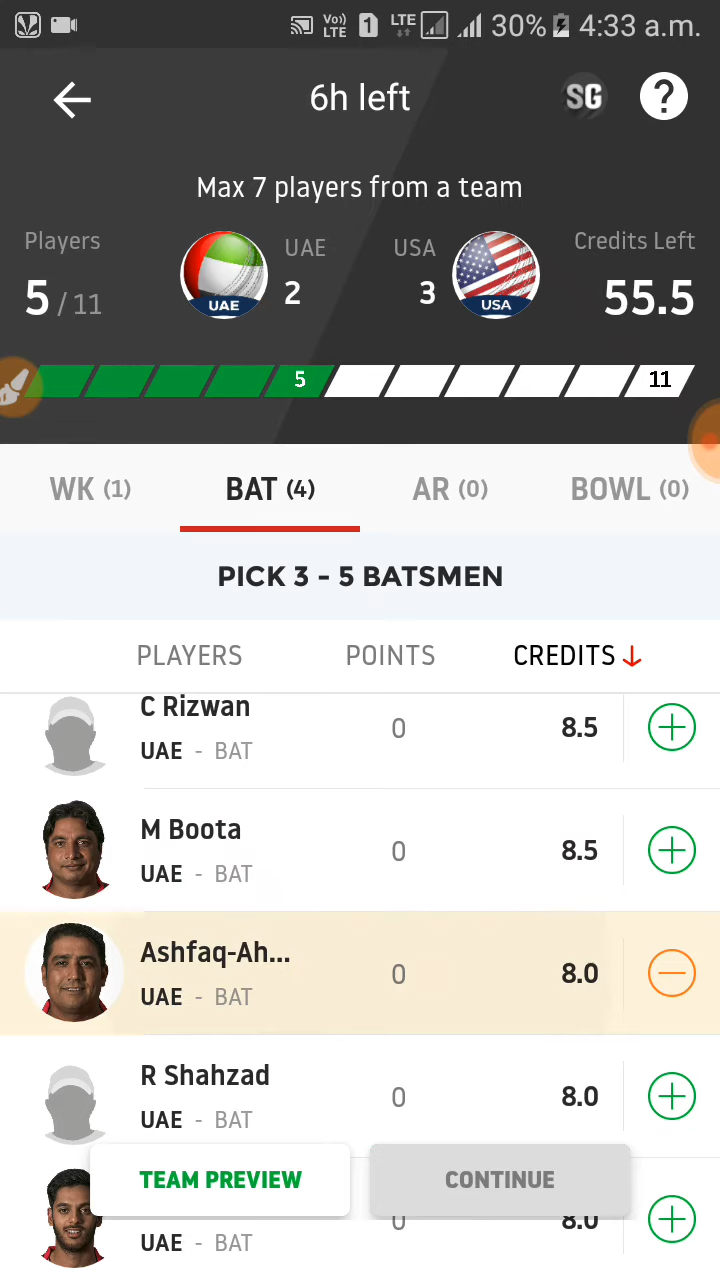 Vo)) LTE 1 LTE 30% 4:33 a.m.
6h left SG ?
Max 7 players from a team
Players UAE USA Credits Left
5 / 11 UAE 2 3 USA 55.5
5 11
WK (1) BAT (4) AR (0) BOWL (0)
PICK 3 - 5 BATSMEN
PLAYERS POINTS CREDITS
C Rizwan
0 8.5
UAE - BAT
M Boota
0 8.5
UAE - BAT
Ashfaq-Ah...
0 8.0
UAE - BAT
R Shahzad
0 8.0
UAE - BAT
TEAM PREVIEW CONTINUE
0 8.0
UAE - BAT